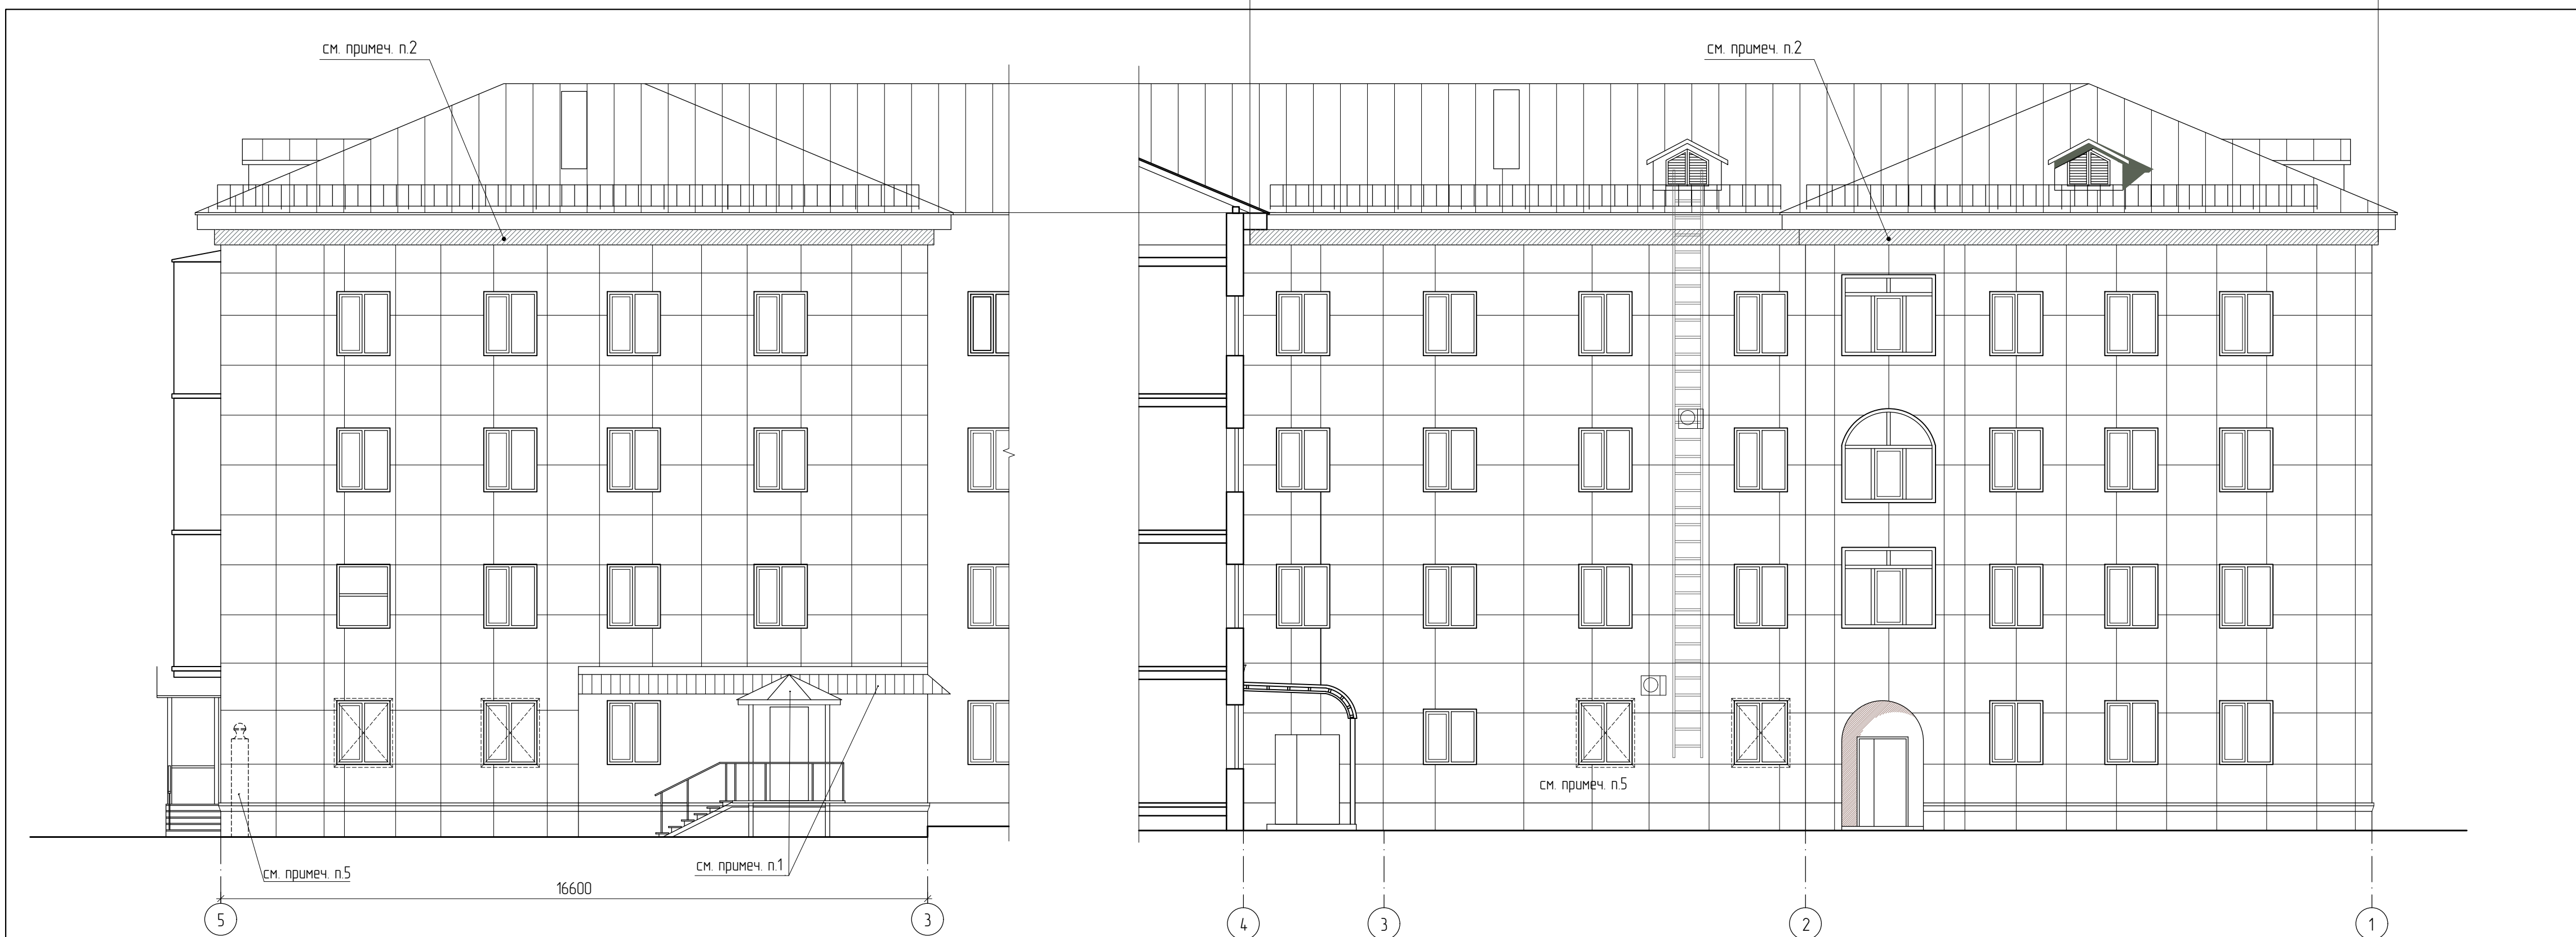 см. примеч. п.2
см. примеч. п.2
см. примеч. п.5
см. примеч. п.1
см. примеч. п.5
16600
5
3
4
3
2
1